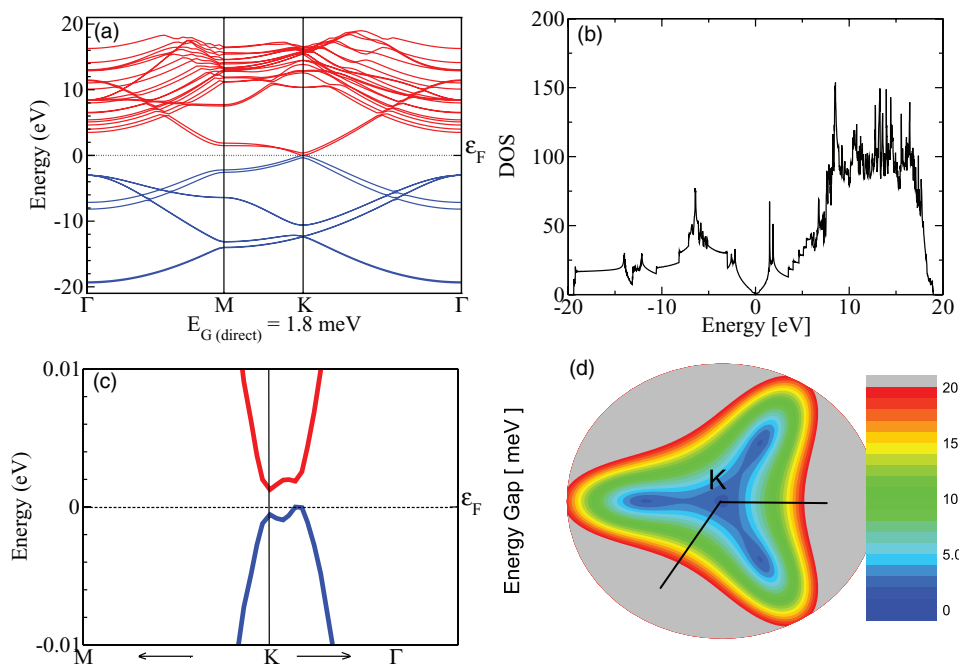 (a)
20
10
0
-10
-20
Energy (eV)
εF
Γ M K Γ
E G (direct) = 1.8 meV
(b)
200
150
100
50
0
DOS
-20 -10 0 10 20
Energy [eV]
(c)
0.01
0
-0.01
Energy (eV)
εF
M K Γ
(d)
K
Energy Gap [ meV]
20
15
10
5.0
0